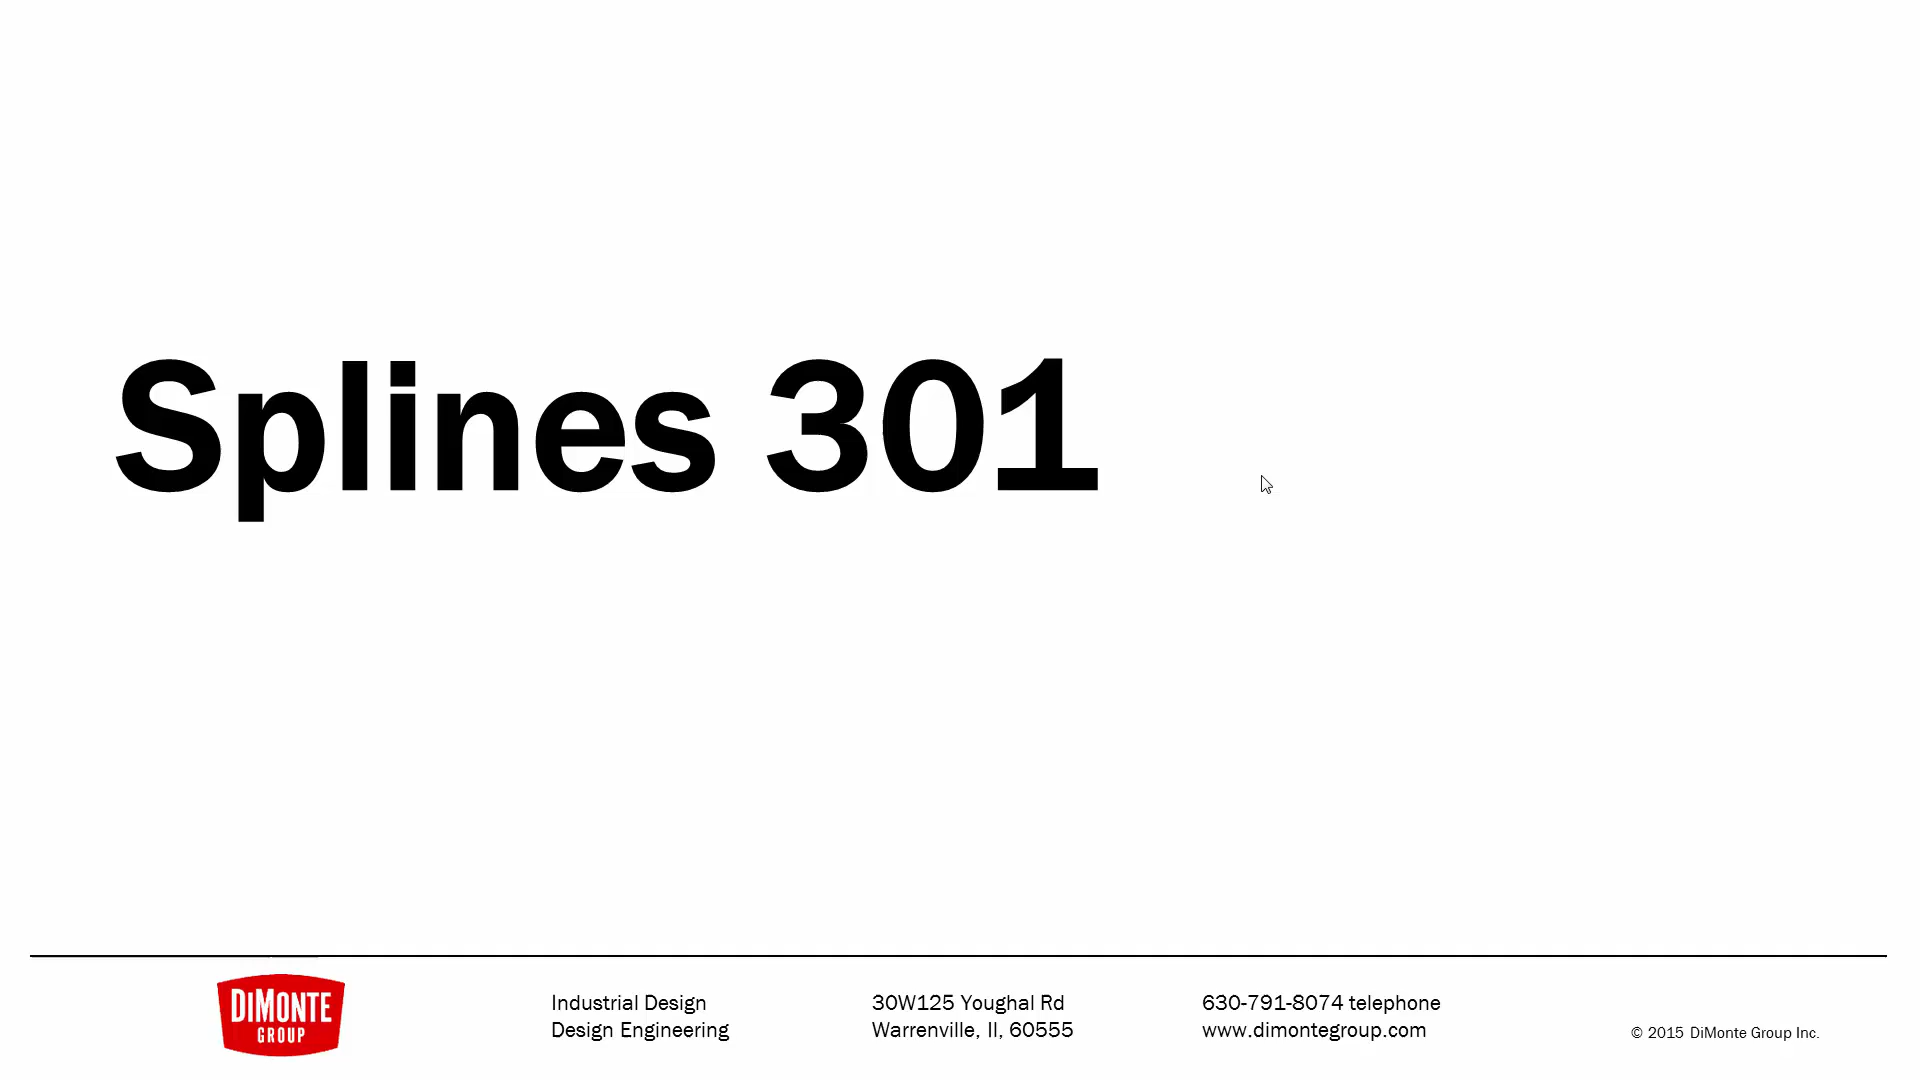 Splines 301
DIMONTE
GROUP
Industrial Design
Design Engineering
30W125 Youghal Rd
Warrenville, Il, 60555
630-791-8074 telephone
www.dimontegroup.com
© 2015 DiMonte Group Inc.